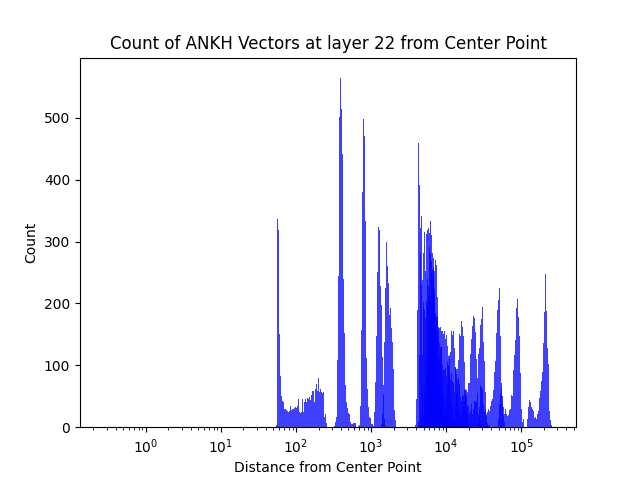 Count of ANKH Vectors at layer 22 from Center Point
Count
500
400
300
200
100
0
10⁰ 10¹ 10² 10³ 10⁴ 10⁵
Distance from Center Point